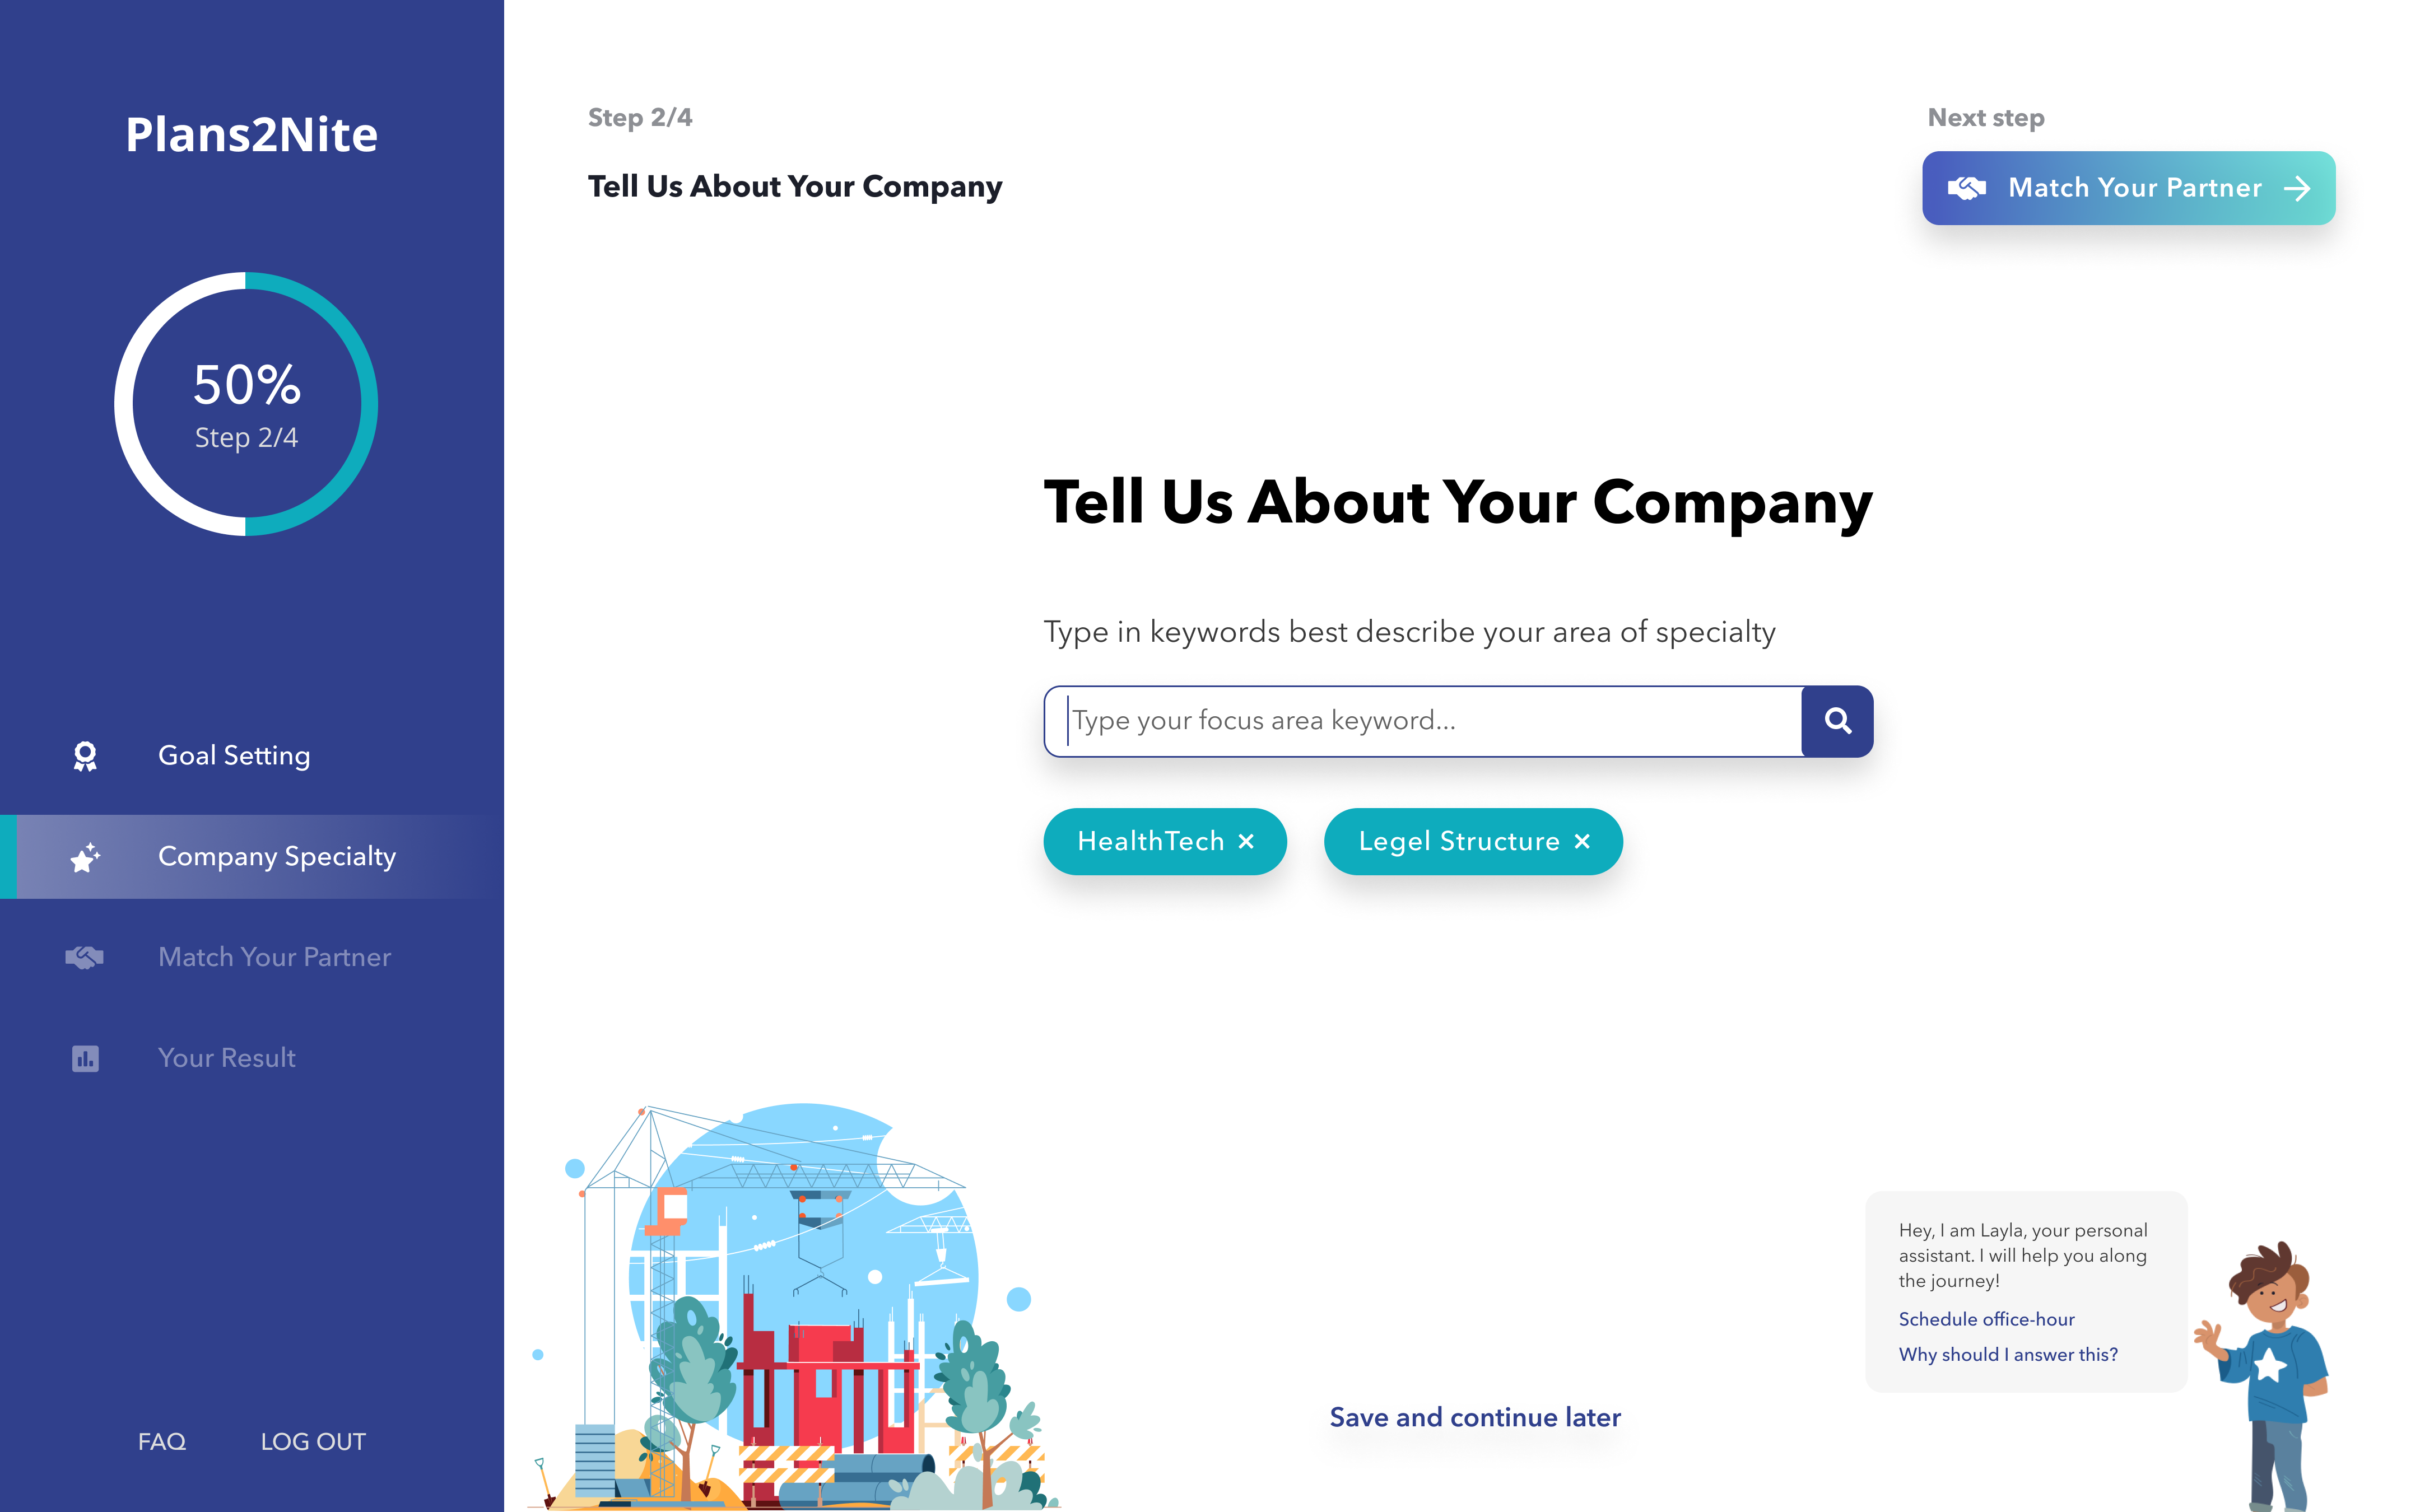 Plans2Nite
50%
Step 2/4
Goal Setting
Company Specialty
Match Your Partner
Your Result
FAQ
LOG OUT
Step 2/4
Tell Us About Your Company
Next step
Match Your Partner
Tell Us About Your Company
Type in keywords best describe your area of specialty
Type your focus area keyword...
HealthTech
Legel Structure
Save and continue later
Hey, I am Layla, your personal
assistant. I will help you along
the journey!
Schedule office-hour
Why should I answer this?